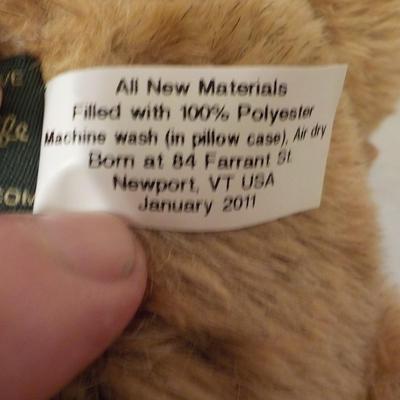 All New Materials
Filled with 100% Polyester
Machine wash (in pillow case), Air dry
Born at 84 Farrant St.
Newport, VT USA
January 2011